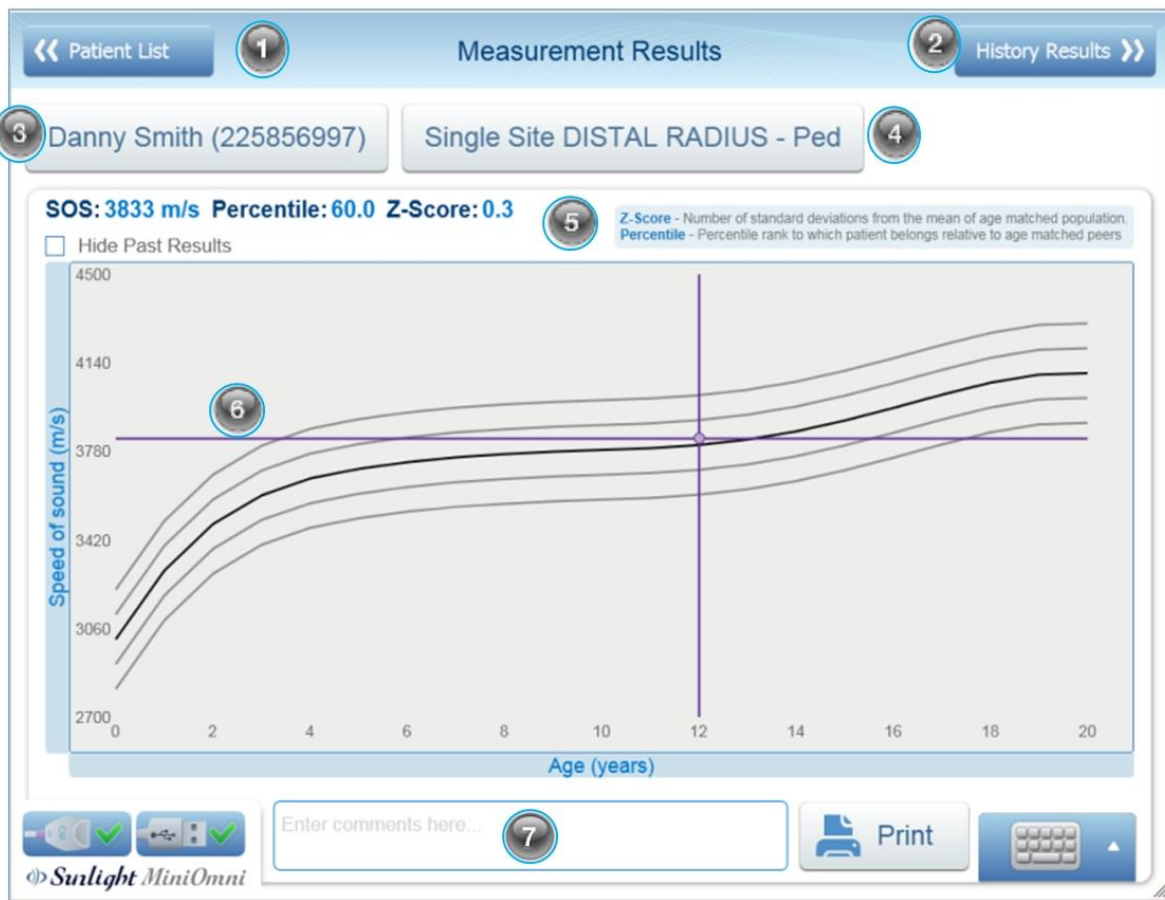 Patient List
1
Measurement Results
2
History Results
3
Danny Smith (225856997)
Single Site DISTAL RADIUS - Ped
4
SOS: 3833 m/s Percentile: 60.0 Z-Score: 0.3
5
Z-Score - Number of standard deviations from the mean of age matched population.
Percentile - Percentile rank to which patient belongs relative to age matched peers
Hide Past Results
4500
4140
6
3780
3420
3060
2700
Speed of sound (m/s)
0 2 4 6 8 10 12 14 16 18 20
Age (years)
Enter comments here...
7
Print
Sunlight MiniOmni